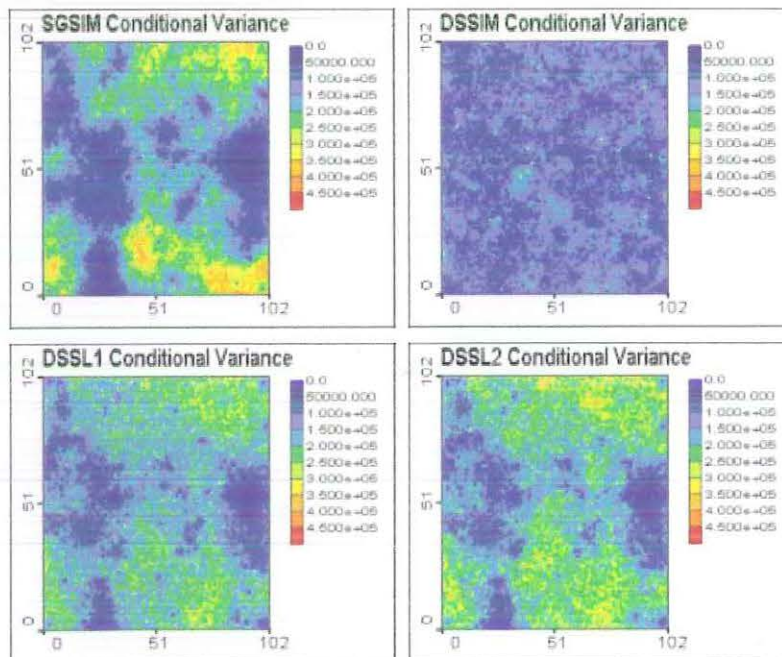 SGSIM Conditional Variance
102
51
0
0 51 102
0.0
50000.000
1.000e+05
1.500e+05
2.000e+05
2.500e+05
3.000e+05
3.500e+05
4.000e+05
4.500e+05
DSSIM Conditional Variance
102
51
0
0 51 102
0.0
50000.000
1.000e+05
1.500e+05
2.000e+05
2.500e+05
3.000e+05
3.500e+05
4.000e+05
4.500e+05
DSSL1 Conditional Variance
102
51
0
0 51 102
0.0
50000.000
1.000e+05
1.500e+05
2.000e+05
2.500e+05
3.000e+05
3.500e+05
4.000e+05
4.500e+05
DSSL2 Conditional Variance
102
51
0
0 51 102
0.0
50000.000
1.000e+05
1.500e+05
2.000e+05
2.500e+05
3.000e+05
3.500e+05
4.000e+05
4.500e+05